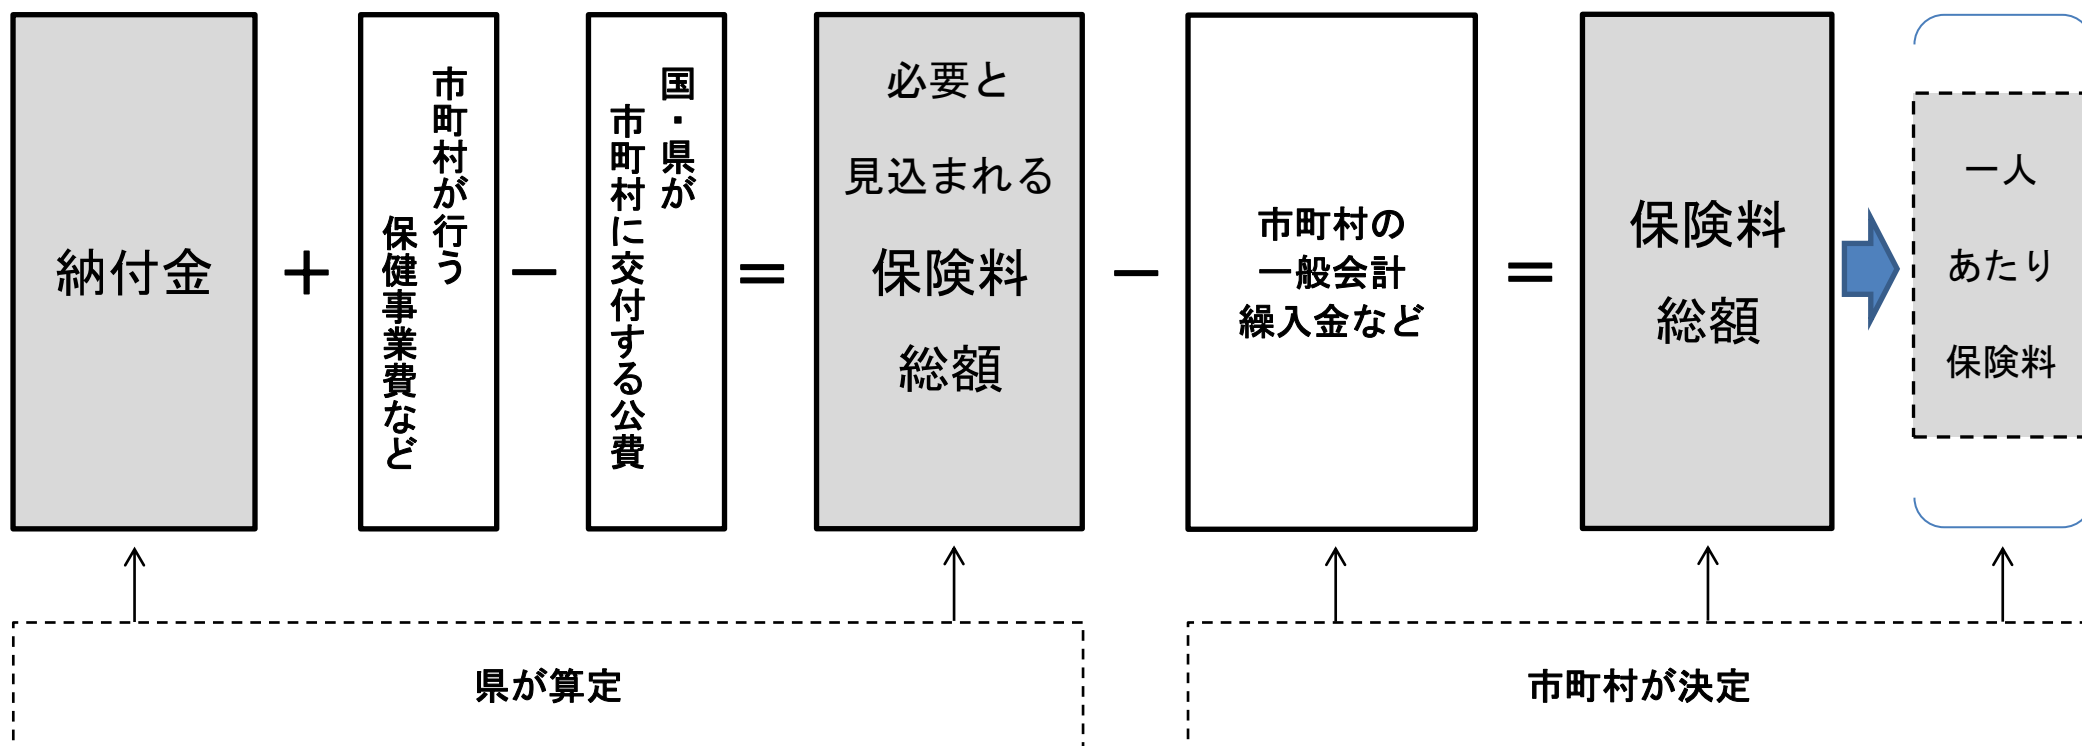 納付金
＋
市町村が行う
保健事業費など
－
国・県が
市町村に交付する公費
＝
必要と
見込まれる
保険料
総額
－
市町村の
一般会計
繰入金など
＝
保険料
総額
一人
あたり
保険料
県が算定
市町村が決定